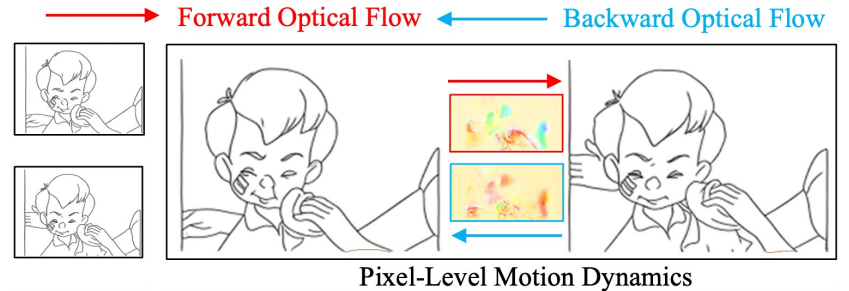 Forward Optical Flow
Backward Optical Flow
Pixel-Level Motion Dynamics